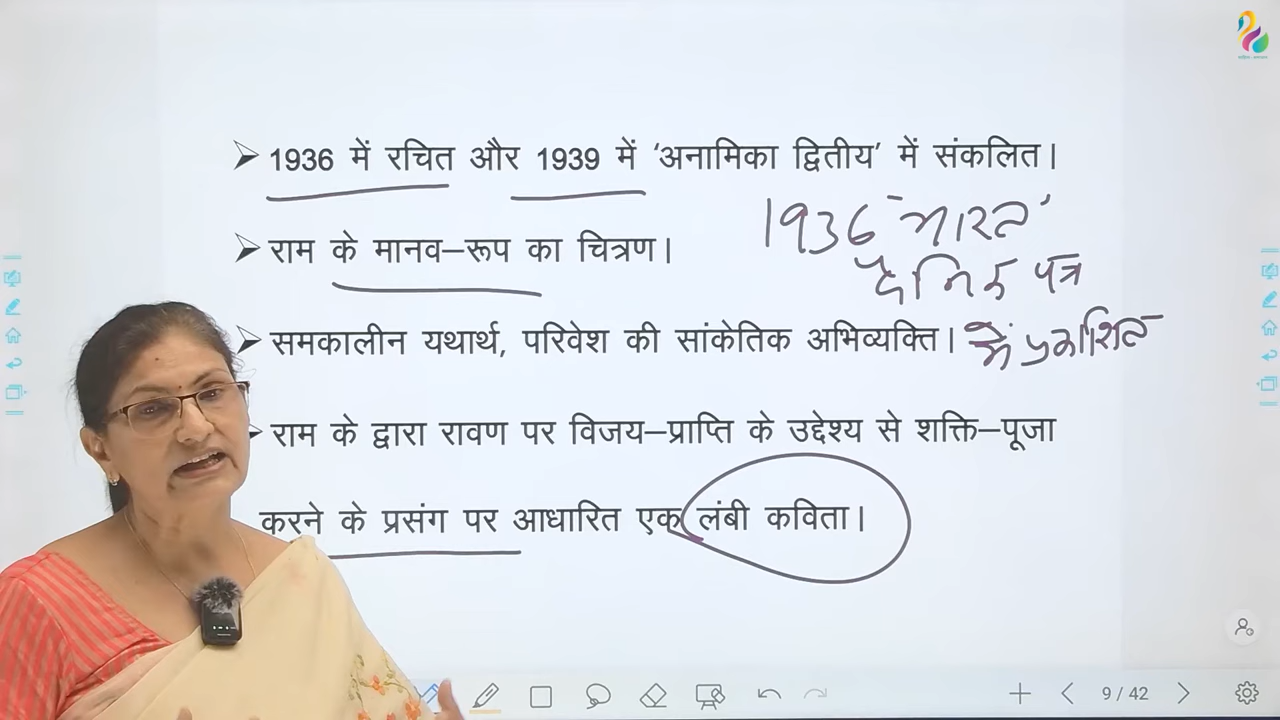 ➢ 1936 में रचित और 1939 में ‘अनामिका द्वितीय’ में संकलित।
1936 'भारत'
➢ राम के मानव–रूप का चित्रण।
दैनिक पत्र
➢ समकालीन यथार्थ, परिवेश की सांकेतिक अभिव्यक्ति।
में प्रकाशित
राम के द्वारा रावण पर विजय–प्राप्ति के उद्देश्य से शक्ति–पूजा
करने के प्रसंग पर आधारित एक लंबी कविता।
9 / 42